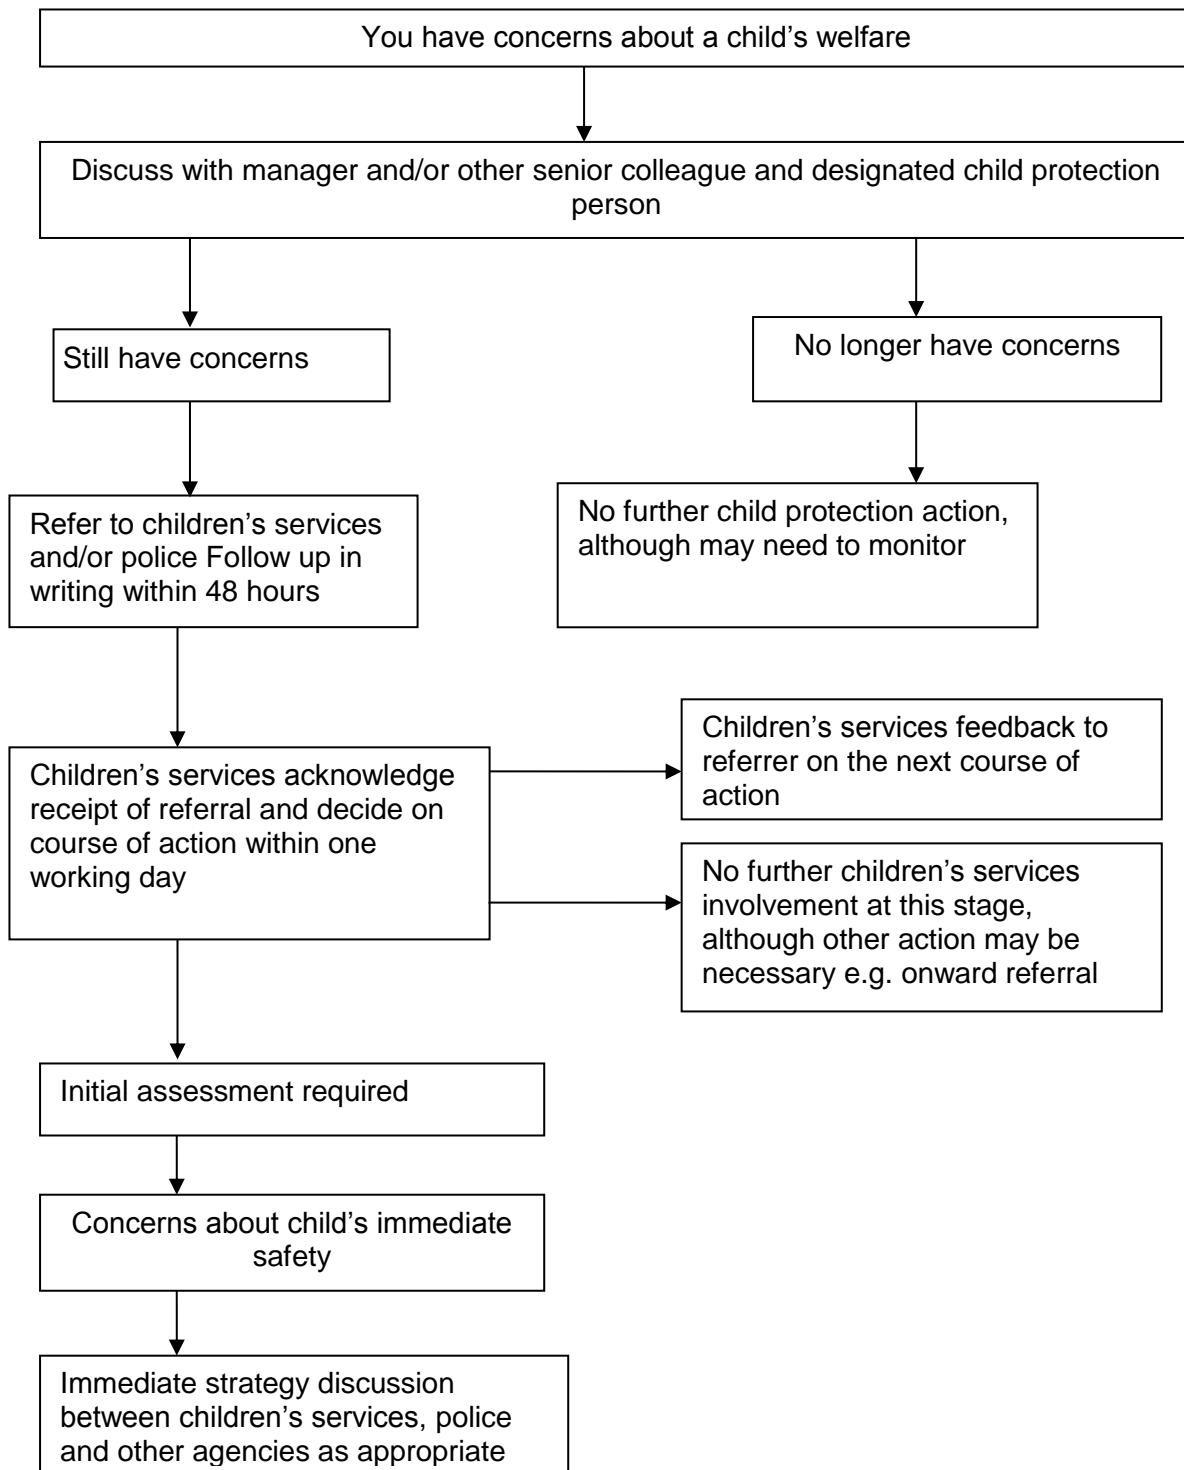 You have concerns about a child’s welfare
Discuss with manager and/or other senior colleague and designated child protection
person
Still have concerns
No longer have concerns
Refer to children’s services
and/or police Follow up in
writing within 48 hours
No further child protection action,
although may need to monitor
Children’s services acknowledge
receipt of referral and decide on
course of action within one
working day
Children’s services feedback to
referrer on the next course of
action
No further children’s services
involvement at this stage,
although other action may be
necessary e.g. onward referral
Initial assessment required
Concerns about child’s immediate
safety
Immediate strategy discussion
between children’s services, police
and other agencies as appropriate